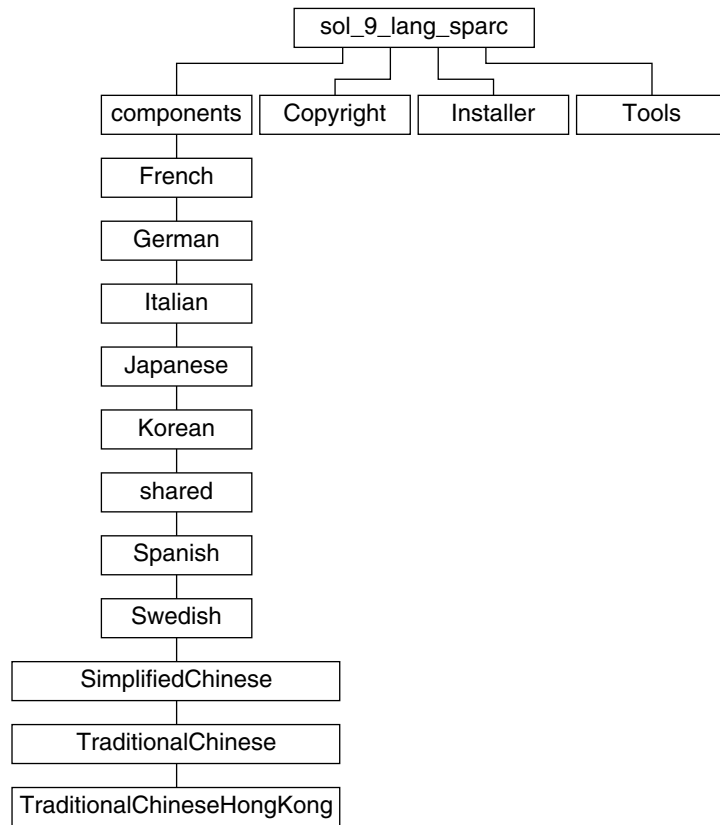 sol_9_lang_sparc
components
Copyright
Installer
Tools
French
German
Italian
Japanese
Korean
shared
Spanish
Swedish
SimplifiedChinese
TraditionalChinese
TraditionalChineseHongKong